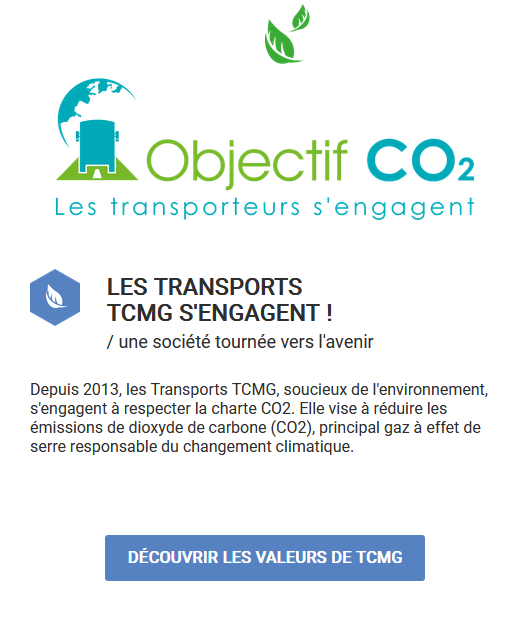 Objectif CO2
Les transporteurs s'engagent
LES TRANSPORTS
TCMG S'ENGAGENT !
/ une société tournée vers l'avenir
Depuis 2013, les Transports TCMG, soucieux de l'environnement,
s'engagent à respecter la charte CO2. Elle vise à réduire les
émissions de dioxyde de carbone (CO2), principal gaz à effet de
serre responsable du changement climatique.
DÉCOUVRIR LES VALEURS DE TCMG